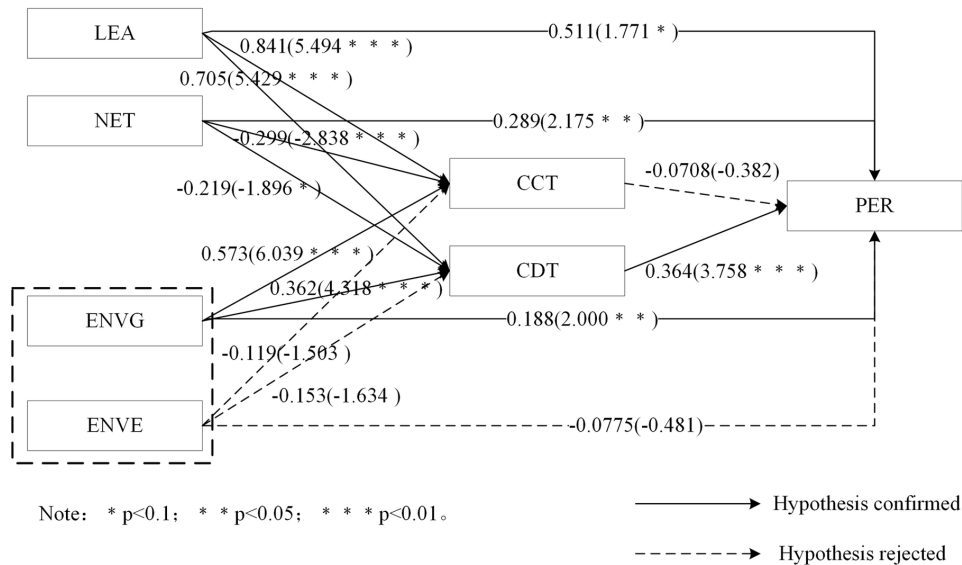 LEA
0.511(1.771 * )
0.841(5.494 * * * )
0.705(5.429 * * * )
NET
0.289(2.175 * * )
-0.299(-2.838 * * * )
-0.219(-1.896 * )
CCT
-0.0708(-0.382)
PER
0.573(6.039 * * * )
CDT
0.364(3.758 * * * )
0.362(4.318 * * * )
ENVG
0.188(2.000 * * )
-0.119(-1.503 )
-0.153(-1.634 )
ENVE
-0.0775(-0.481)
Note: * p<0.1; * * p<0.05; * * * p<0.01。
Hypothesis confirmed
Hypothesis rejected